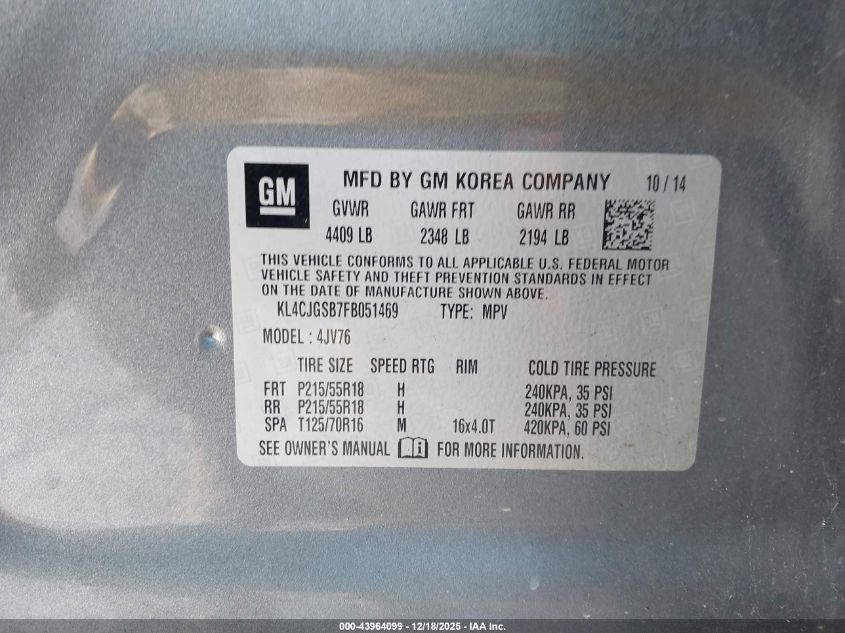 GM
MFD BY GM KOREA COMPANY 10 / 14
GVWR GAWR FRT GAWR RR
4409 LB 2348 LB 2194 LB
THIS VEHICLE CONFORMS TO ALL APPLICABLE U.S. FEDERAL MOTOR
VEHICLE SAFETY AND THEFT PREVENTION STANDARDS IN EFFECT
ON THE DATE OF MANUFACTURE SHOWN ABOVE.
KL4CJGSB7FB051469 TYPE: MPV
MODEL : 4JV76
TIRE SIZE SPEED RTG RIM COLD TIRE PRESSURE
FRT P215/55R18 H 240KPA, 35 PSI
RR P215/55R18 H 240KPA, 35 PSI
SPA T125/70R16 M 16x4.0T 420KPA, 60 PSI
SEE OWNER'S MANUAL FOR MORE INFORMATION.
000-43964099 - 12/18/2025 - IAA Inc.